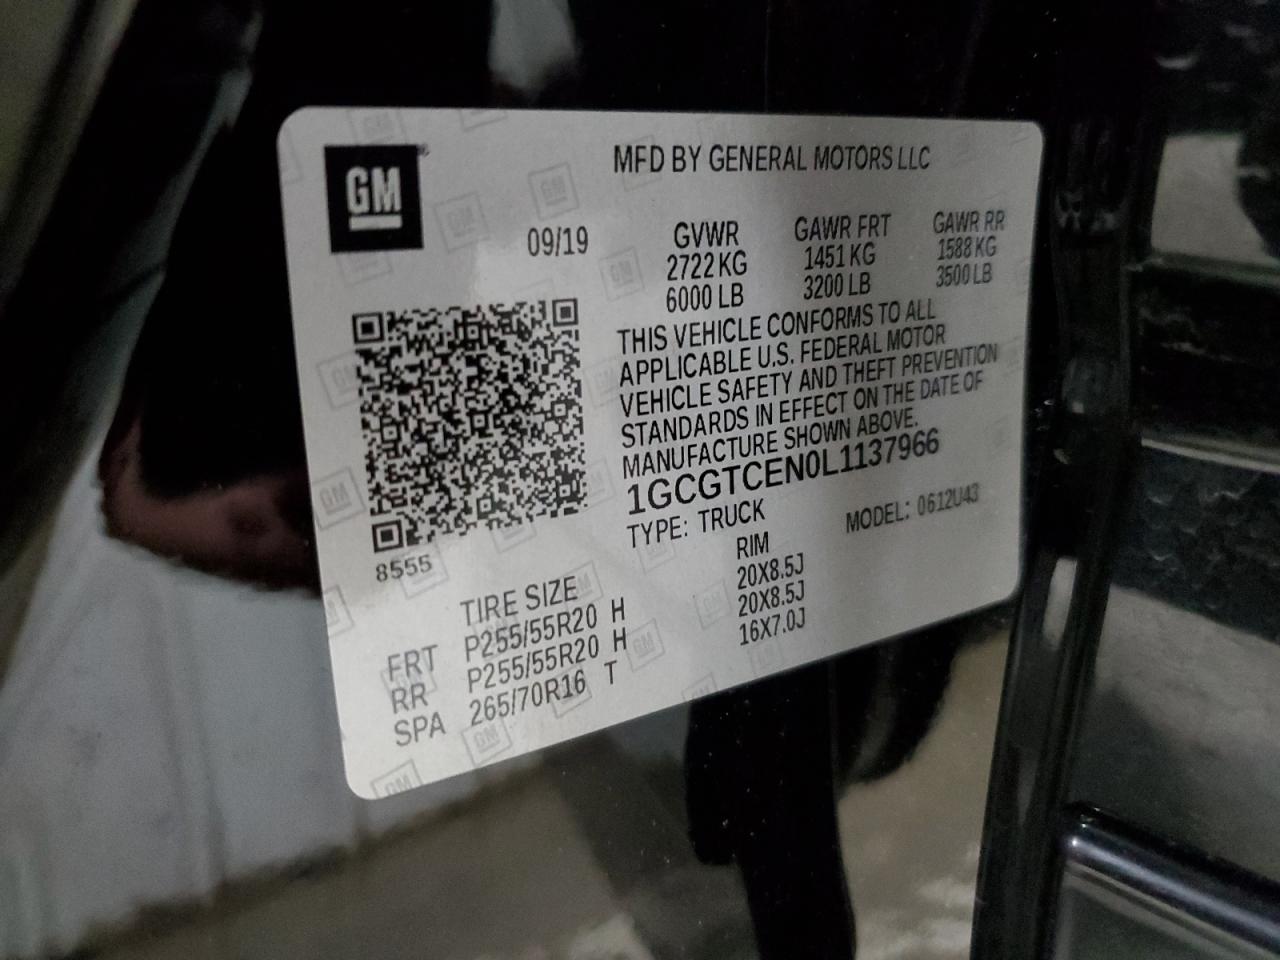 GM
MFD BY GENERAL MOTORS LLC
09/19
GVWR GAWR FRT GAWR RR
2722 KG 1451 KG 1588 KG
6000 LB 3200 LB 3500 LB
THIS VEHICLE CONFORMS TO ALL
APPLICABLE U.S. FEDERAL MOTOR
VEHICLE SAFETY AND THEFT PREVENTION
STANDARDS IN EFFECT ON THE DATE OF
MANUFACTURE SHOWN ABOVE.
1GCGTCEN0L1137966
TYPE: TRUCK MODEL: 0612U43
8555
TIRE SIZE RIM
FRT P255/55R20 H 20X8.5J
RR P255/55R20 H 20X8.5J
SPA 265/70R16 T 16X7.0J